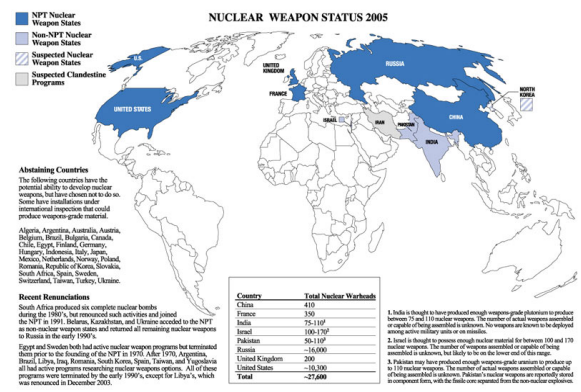 NUCLEAR WEAPON STATUS 2005
NPT Nuclear
Weapon States
Non-NPT Nuclear
Weapon States
Suspected Nuclear
Weapon States
Suspected Clandestine
Programs
U.S.
UNITED STATES
UNITED
KINGDOM
FRANCE
RUSSIA
CHINA
NORTH
KOREA
ISRAEL
IRAN
PAKISTAN
INDIA
Abstaining Countries
The following countries have the
potential ability to develop nuclear
weapons, but have chosen not to do so.
Some have installations under
international inspection that could
produce weapons-grade material.
Algeria, Argentina, Australia, Austria,
Belgium, Brazil, Bulgaria, Canada,
Chile, Egypt, Finland, Germany,
Hungary, Indonesia, Italy, Japan,
Mexico, Netherlands, Norway, Poland,
Romania, Republic of Korea, Slovakia,
South Africa, Spain, Sweden,
Switzerland, Taiwan, Turkey, Ukraine.
Recent Renunciations
South Africa produced six complete nuclear bombs
during the 1980's, but renounced such activities and joined
the NPT in 1991. Belarus, Kazakhstan, and Ukraine acceded to the NPT
as non-nuclear weapon states and returned all remaining nuclear weapons
to Russia in the early 1990's.
Egypt and Sweden both had active nuclear weapon programs but terminated
them prior to the founding of the NPT in 1970. After 1970, Argentina,
Brazil, Libya, Iraq, Romania, South Korea, Spain, Taiwan, and Yugoslavia
all had active programs researching nuclear weapons options. All of these
programs were terminated by the early 1990's, except for Libya's, which
was renounced in December 2003.
Country Total Nuclear Warheads
China 410
France 350
India 75-110¹
Israel 100-170²
Pakistan 50-110³
Russia ~16,000
United Kingdom 200
United States ~10,300
Total ~27,600
1. India is thought to have produced enough weapons-grade plutonium to produce
between 75 and 110 nuclear weapons. The number of actual weapons assembled
or capable of being assembled is unknown. No weapons are known to be deployed
among active military units or on missiles.
2. Israel is thought to possess enough nuclear material for between 100 and 170
nuclear weapons. The number of weapons assembled or capable of being
assembled is unknown, but likely to be on the lower end of this range.
3. Pakistan may have produced enough weapons-grade uranium to produce up
to 110 nuclear weapons. The number of actual weapons assembled or capable
of being assembled is unknown. Pakistan's nuclear weapons are reportedly stored
in component form, with the fissile core separated from the non-nuclear explosives.